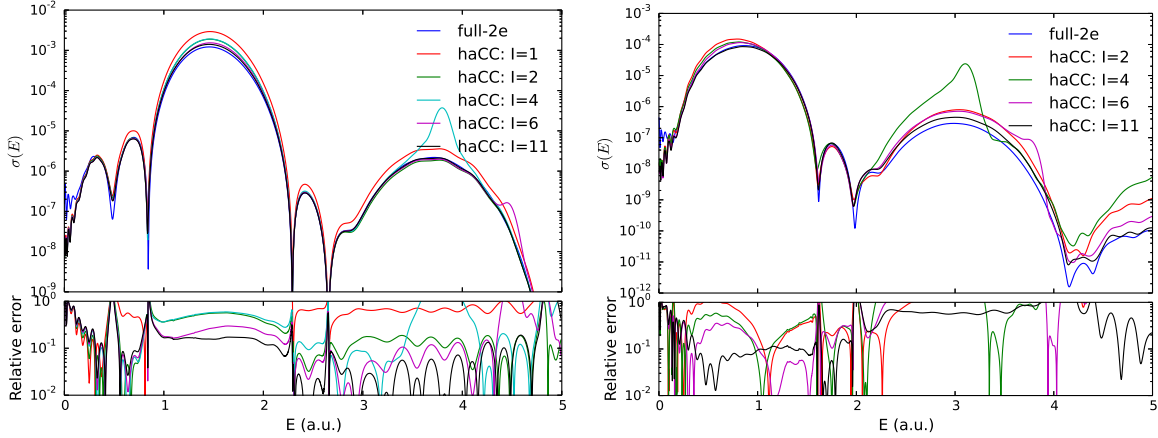 10⁻²
10⁻³
10⁻⁴
10⁻⁵
10⁻⁶
10⁻⁷
10⁻⁸
10⁻⁹
σ(E)
full-2e
haCC: I=1
haCC: I=2
haCC: I=4
haCC: I=6
haCC: I=11
10⁰
10⁻¹
10⁻²
Relative error
0 1 2 3 4 5
E (a.u.)
10⁻³
10⁻⁴
10⁻⁵
10⁻⁶
10⁻⁷
10⁻⁸
10⁻⁹
10⁻¹⁰
10⁻¹¹
10⁻¹²
σ(E)
full-2e
haCC: I=2
haCC: I=4
haCC: I=6
haCC: I=11
10⁰
10⁻¹
10⁻²
Relative error
0 1 2 3 4 5
E (a.u.)